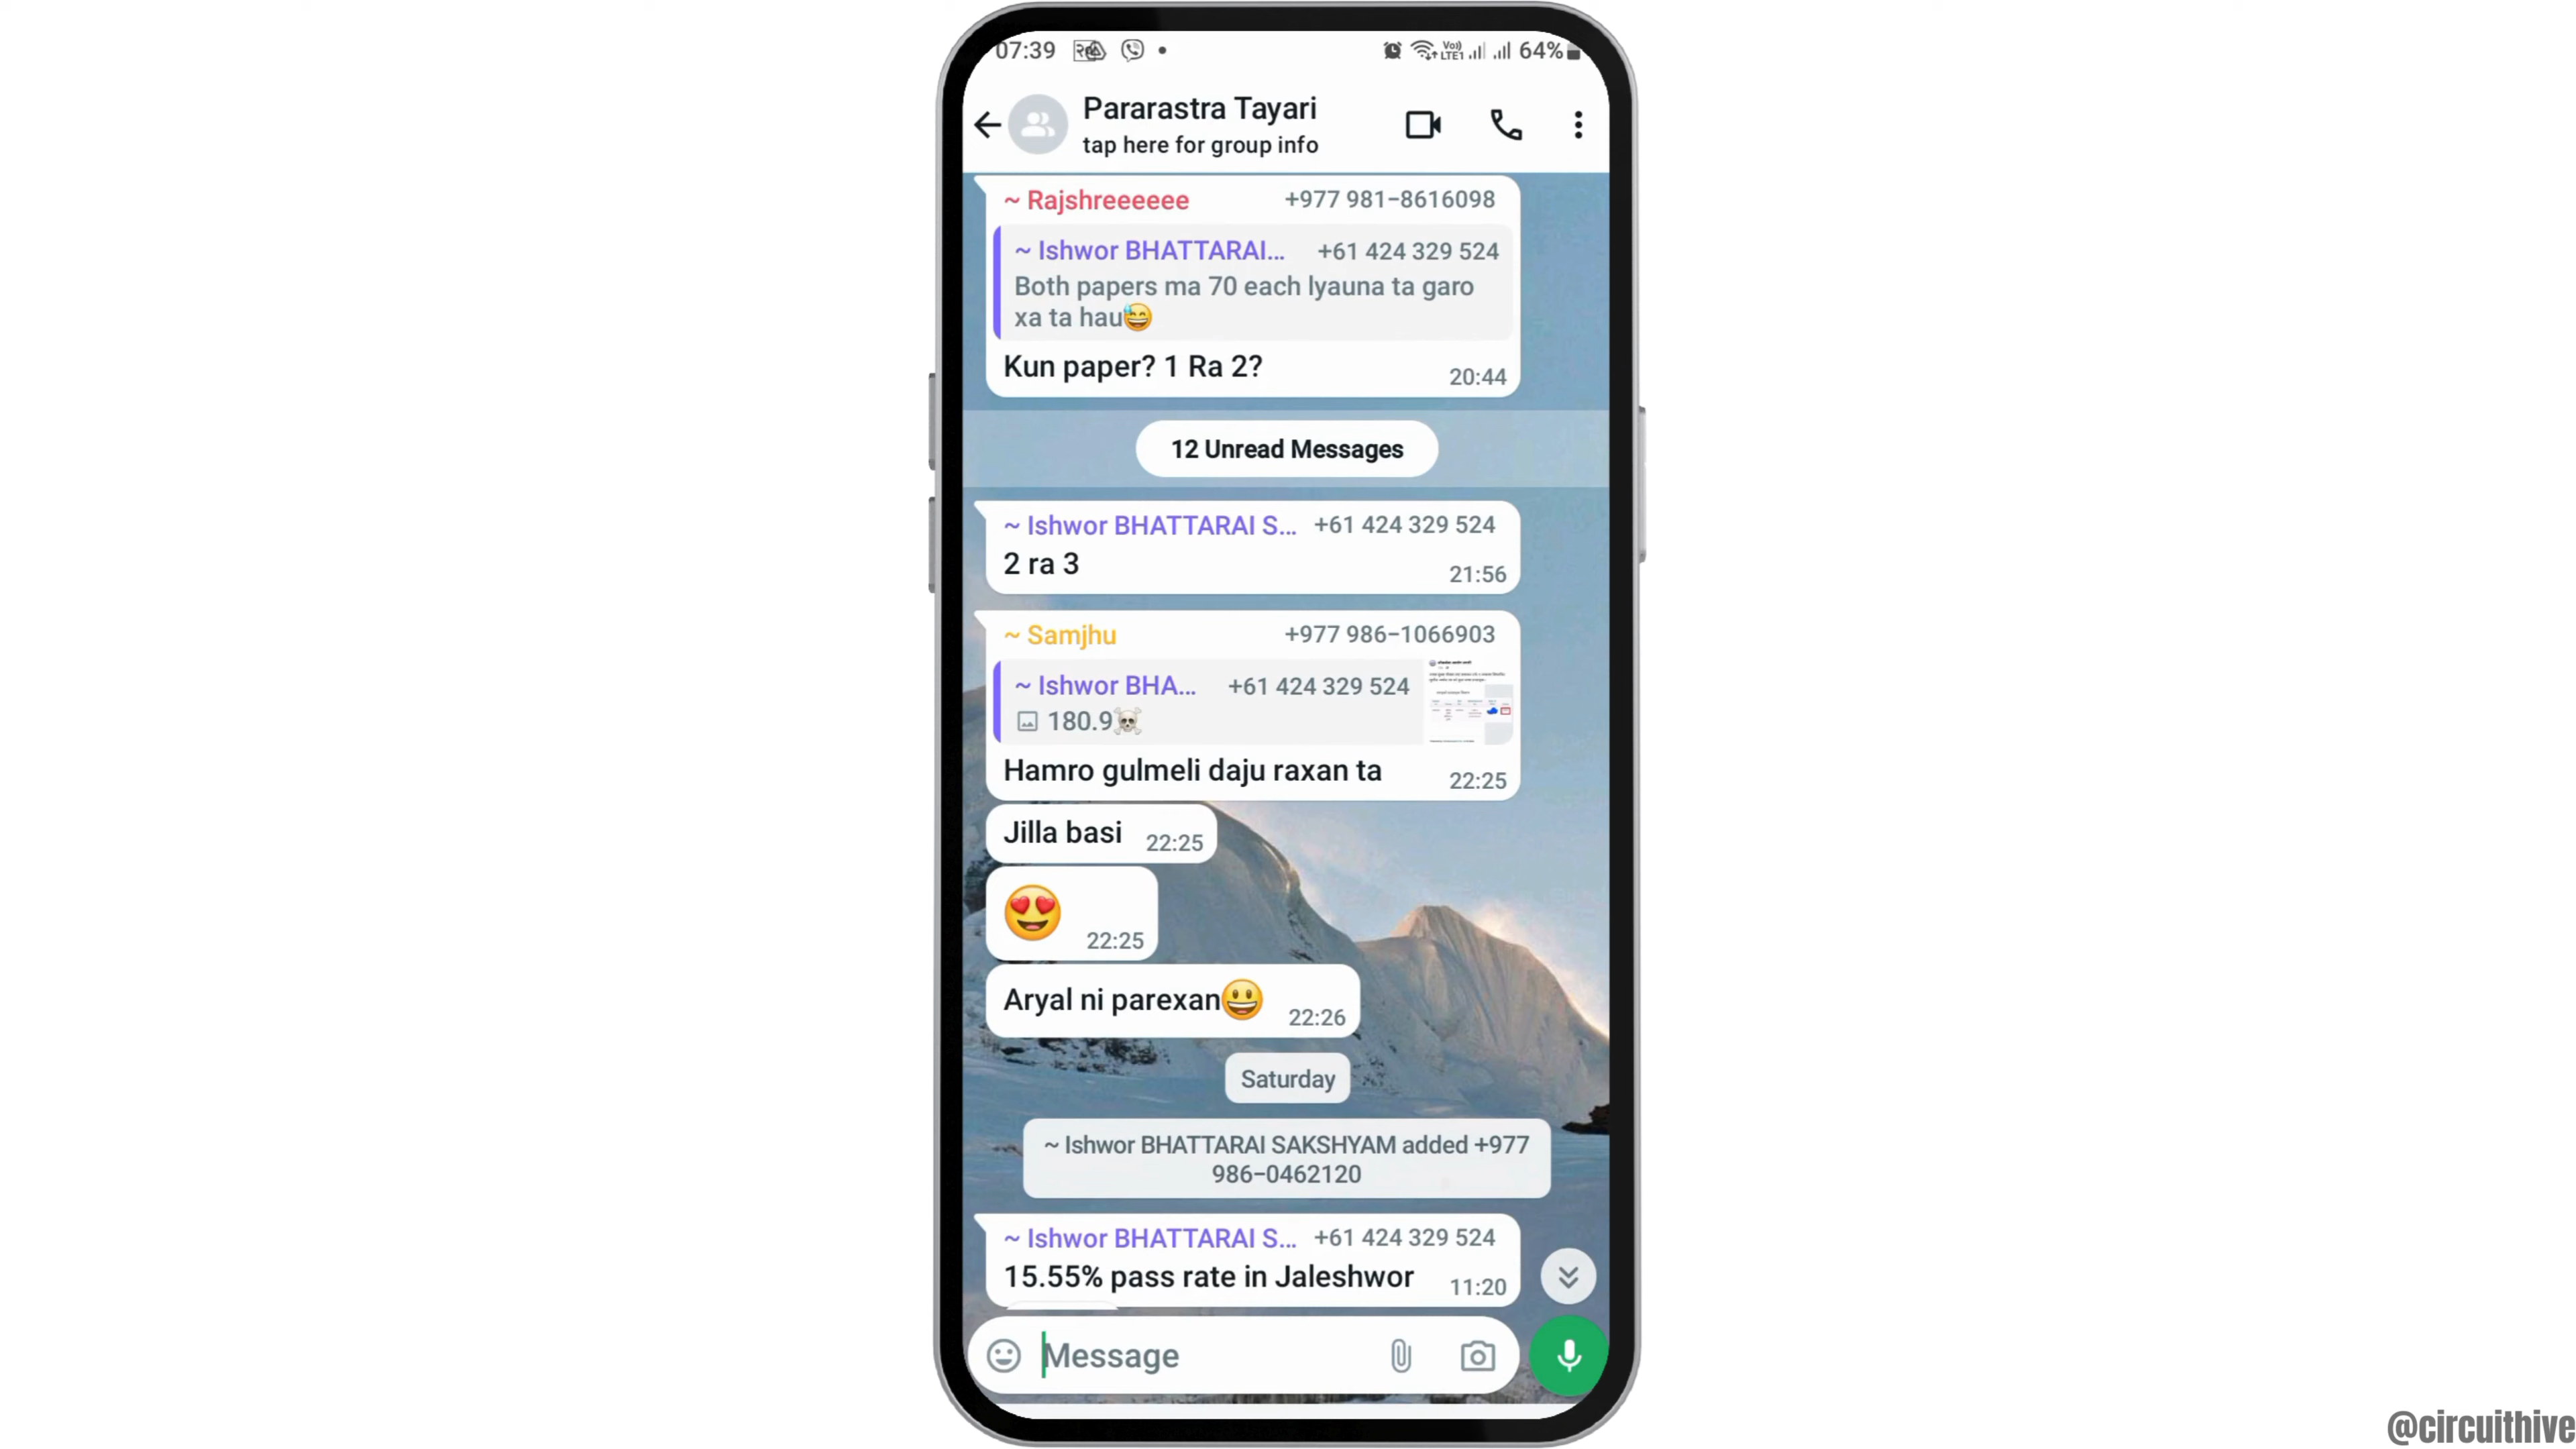 07:39
Vo)) LTE1 64%
Pararastra Tayari
tap here for group info
~ Rajshreeeeee +977 981-8616098
~ Ishwor BHATTARAI... +61 424 329 524
Both papers ma 70 each lyauna ta garo
xa ta hau😅
Kun paper? 1 Ra 2? 20:44
12 Unread Messages
~ Ishwor BHATTARAI S... +61 424 329 524
2 ra 3 21:56
~ Samjhu +977 986-1066903
~ Ishwor BHA... +61 424 329 524
180.9☠️
Hamro gulmeli daju raxan ta 22:25
Jilla basi 22:25
😍 22:25
Aryal ni parexan😃 22:26
Saturday
~ Ishwor BHATTARAI SAKSHYAM added +977
986-0462120
~ Ishwor BHATTARAI S... +61 424 329 524
15.55% pass rate in Jaleshwor 11:20
Message
@circuithive